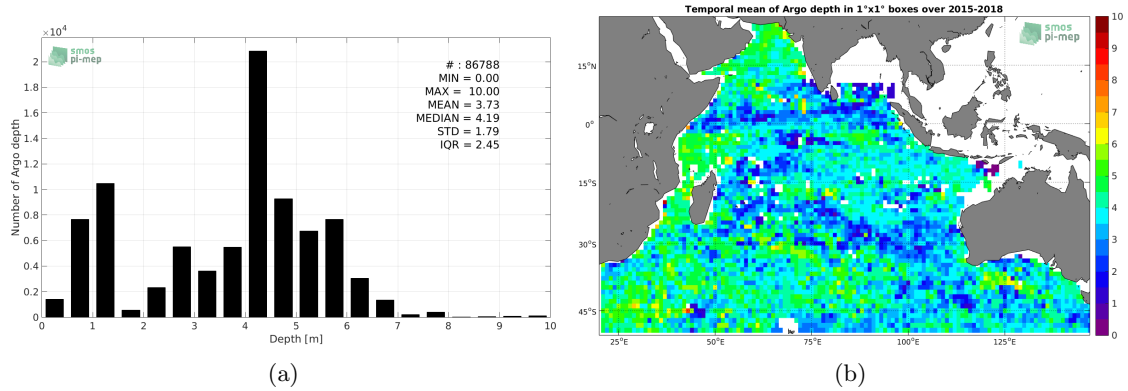 ×10⁴
smos
pi-mep
# : 86788
MIN = 0.00
MAX = 10.00
MEAN = 3.73
MEDIAN = 4.19
STD = 1.79
IQR = 2.45
2
1.8
1.6
1.4
1.2
1
0.8
0.6
0.4
0.2
0
Number of Argo depth
0 1 2 3 4 5 6 7 8 9 10
Depth [m]
(a)
Temporal mean of Argo depth in 1°x1° boxes over 2015-2018
smos
pi-mep
15°N
0°
15°S
30°S
45°S
25°E 50°E 75°E 100°E 125°E
10
9
8
7
6
5
4
3
2
1
0
(b)